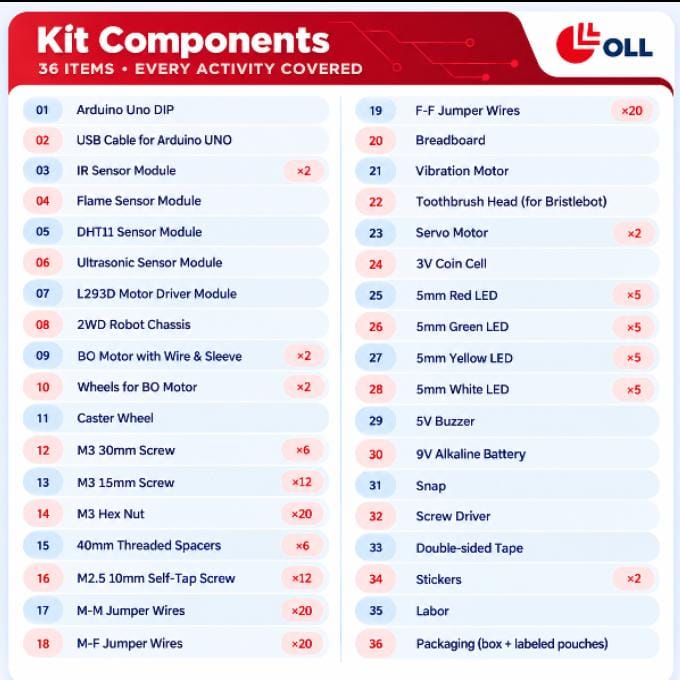 Kit Components
36 ITEMS • EVERY ACTIVITY COVERED
OLL
01 Arduino Uno DIP
02 USB Cable for Arduino UNO
03 IR Sensor Module ×2
04 Flame Sensor Module
05 DHT11 Sensor Module
06 Ultrasonic Sensor Module
07 L293D Motor Driver Module
08 2WD Robot Chassis
09 BO Motor with Wire & Sleeve ×2
10 Wheels for BO Motor ×2
11 Caster Wheel
12 M3 30mm Screw ×6
13 M3 15mm Screw ×12
14 M3 Hex Nut ×20
15 40mm Threaded Spacers ×6
16 M2.5 10mm Self-Tap Screw ×12
17 M-M Jumper Wires ×20
18 M-F Jumper Wires ×20
19 F-F Jumper Wires ×20
20 Breadboard
21 Vibration Motor
22 Toothbrush Head (for Bristlebot)
23 Servo Motor ×2
24 3V Coin Cell
25 5mm Red LED ×5
26 5mm Green LED ×5
27 5mm Yellow LED ×5
28 5mm White LED ×5
29 5V Buzzer
30 9V Alkaline Battery
31 Snap
32 Screw Driver
33 Double-sided Tape
34 Stickers ×2
35 Labor
36 Packaging (box + labeled pouches)